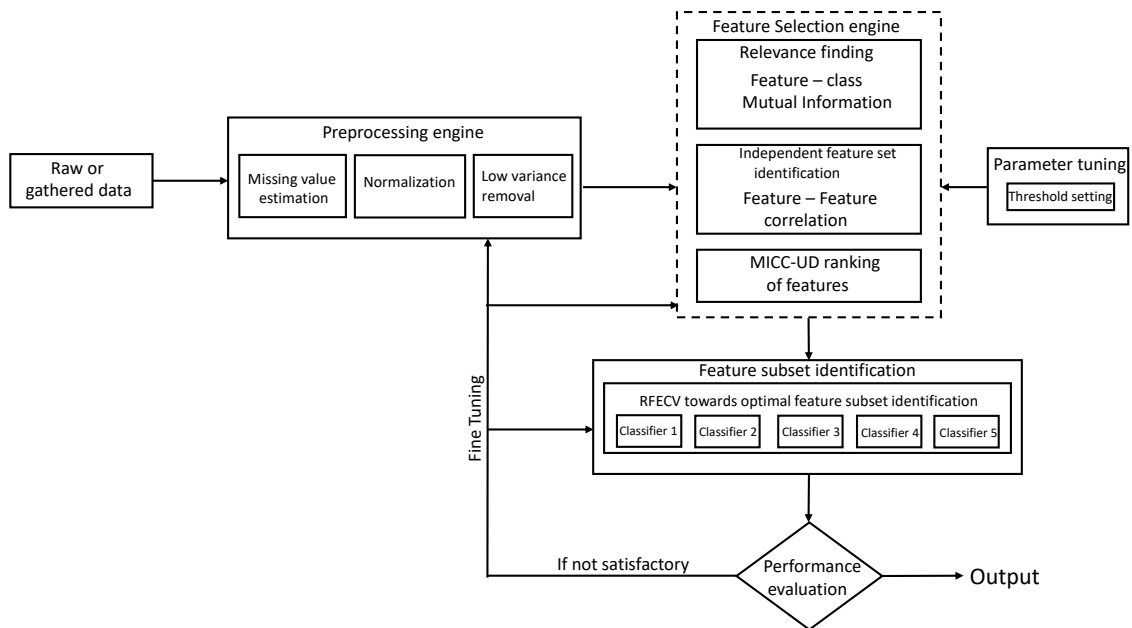 Feature Selection engine
Relevance finding
Feature – class
Mutual Information
Preprocessing engine
Raw or
gathered data
Missing value
estimation
Normalization
Low variance
removal
Independent feature set
identification
Feature – Feature
correlation
Parameter tuning
Threshold setting
MICC-UD ranking
of features
Feature subset identification
RFECV towards optimal feature subset identification
Classifier 1
Classifier 2
Classifier 3
Classifier 4
Classifier 5
Fine Tuning
If not satisfactory
Performance
evaluation
Output